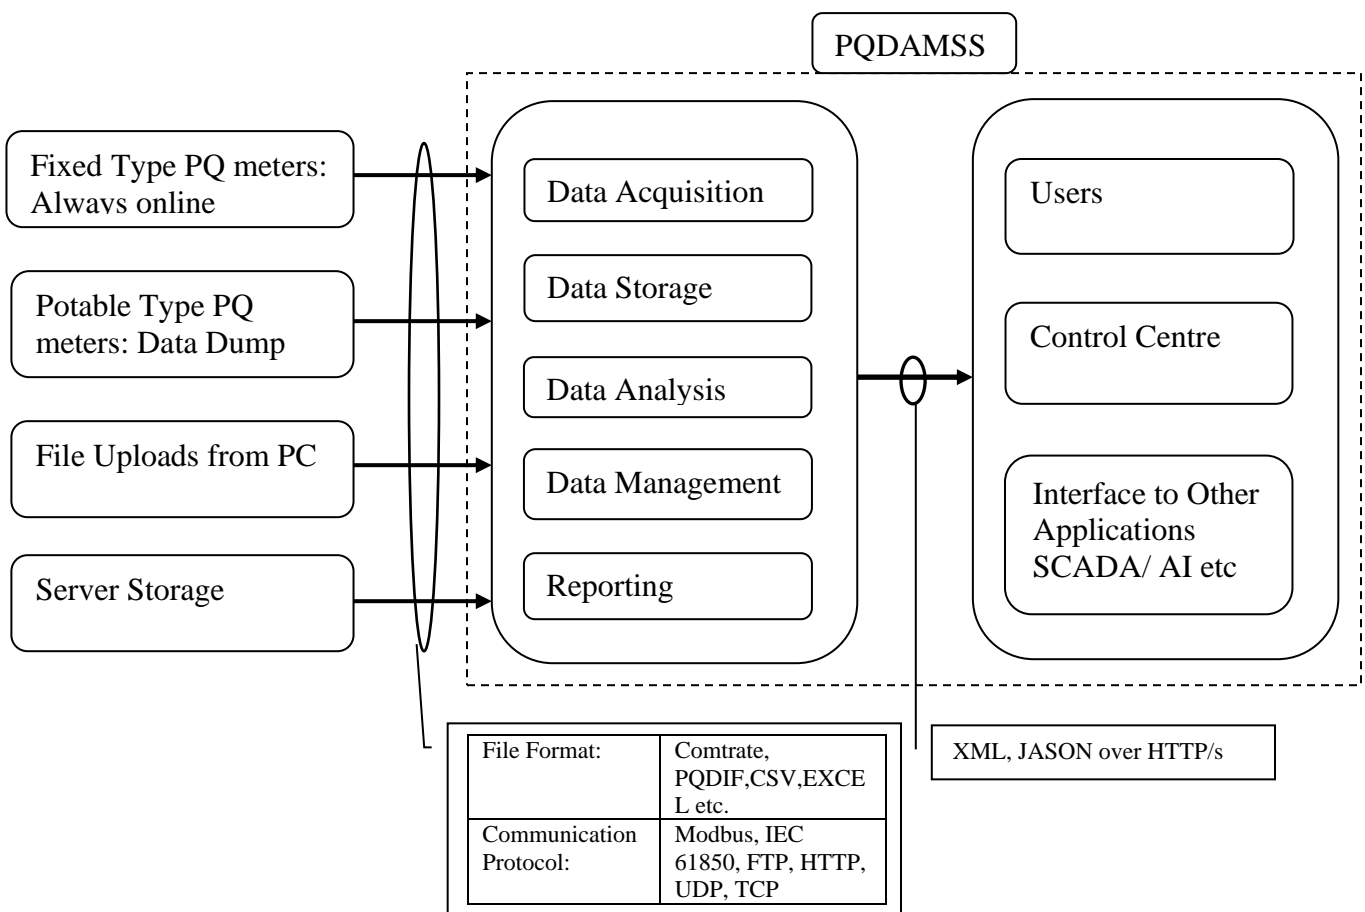 PQDAMSS
Fixed Type PQ meters:
Always online
Potable Type PQ
meters: Data Dump
File Uploads from PC
Server Storage
Data Acquisition
Data Storage
Data Analysis
Data Management
Reporting
Users
Control Centre
Interface to Other
Applications
SCADA/ AI etc
File Format:
Comtrate,
PQDIF,CSV,EXCE
L etc.
Communication
Protocol:
Modbus, IEC
61850, FTP, HTTP,
UDP, TCP
XML, JASON over HTTP/s